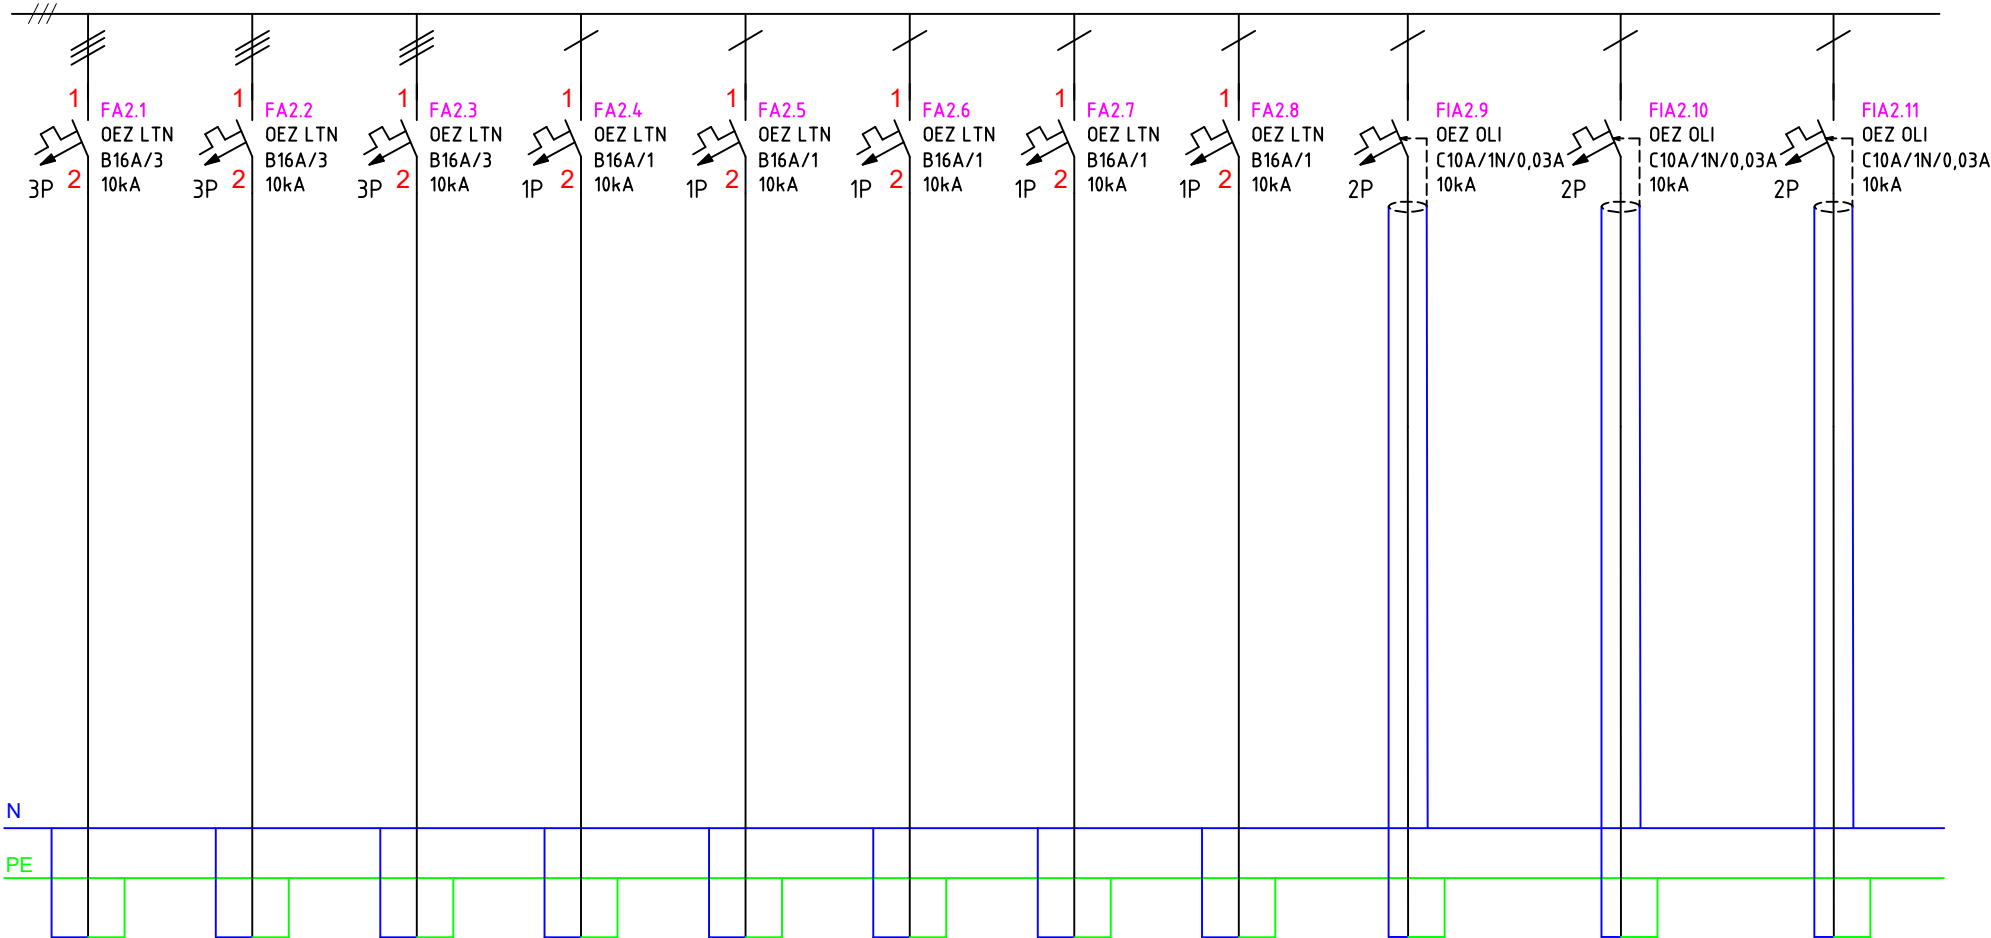 1
FA2.1
OEZ LTN
B16A/3
10kA
3P
2
1
FA2.2
OEZ LTN
B16A/3
10kA
3P
2
1
FA2.3
OEZ LTN
B16A/3
10kA
3P
2
1
FA2.4
OEZ LTN
B16A/1
10kA
1P
2
1
FA2.5
OEZ LTN
B16A/1
10kA
1P
2
1
FA2.6
OEZ LTN
B16A/1
10kA
1P
2
1
FA2.7
OEZ LTN
B16A/1
10kA
1P
2
1
FA2.8
OEZ LTN
B16A/1
10kA
1P
2
FIA2.9
OEZ OLI
C10A/1N/0,03A
10kA
2P
FIA2.10
OEZ OLI
C10A/1N/0,03A
10kA
2P
FIA2.11
OEZ OLI
C10A/1N/0,03A
10kA
2P
N
PE